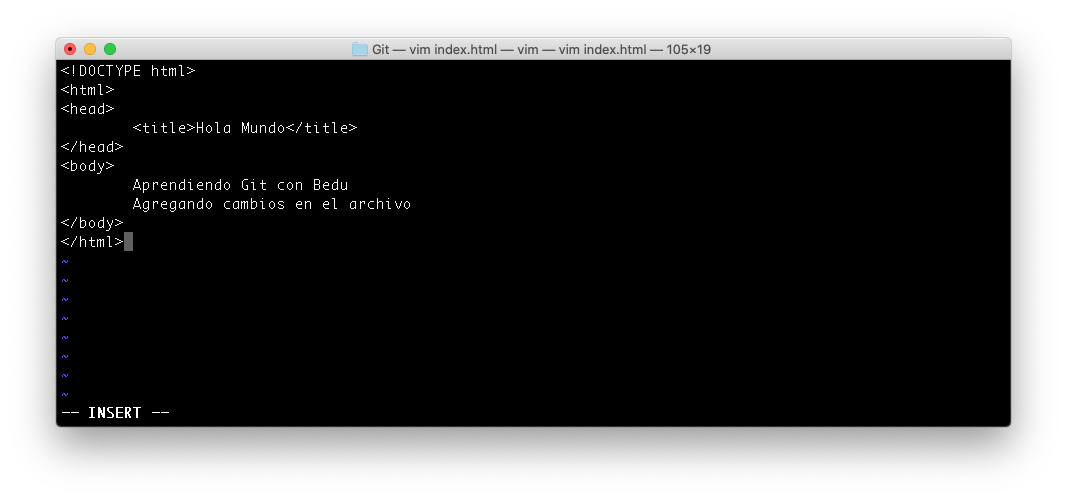 Git — vim index.html — vim — vim index.html — 105×19
<!DOCTYPE html>
<html>
<head>
        <title>Hola Mundo</title>
</head>
<body>
        Aprendiendo Git con Bedu
        Agregando cambios en el archivo
</body>
</html>
~
~
~
~
~
~
~
~
-- INSERT --